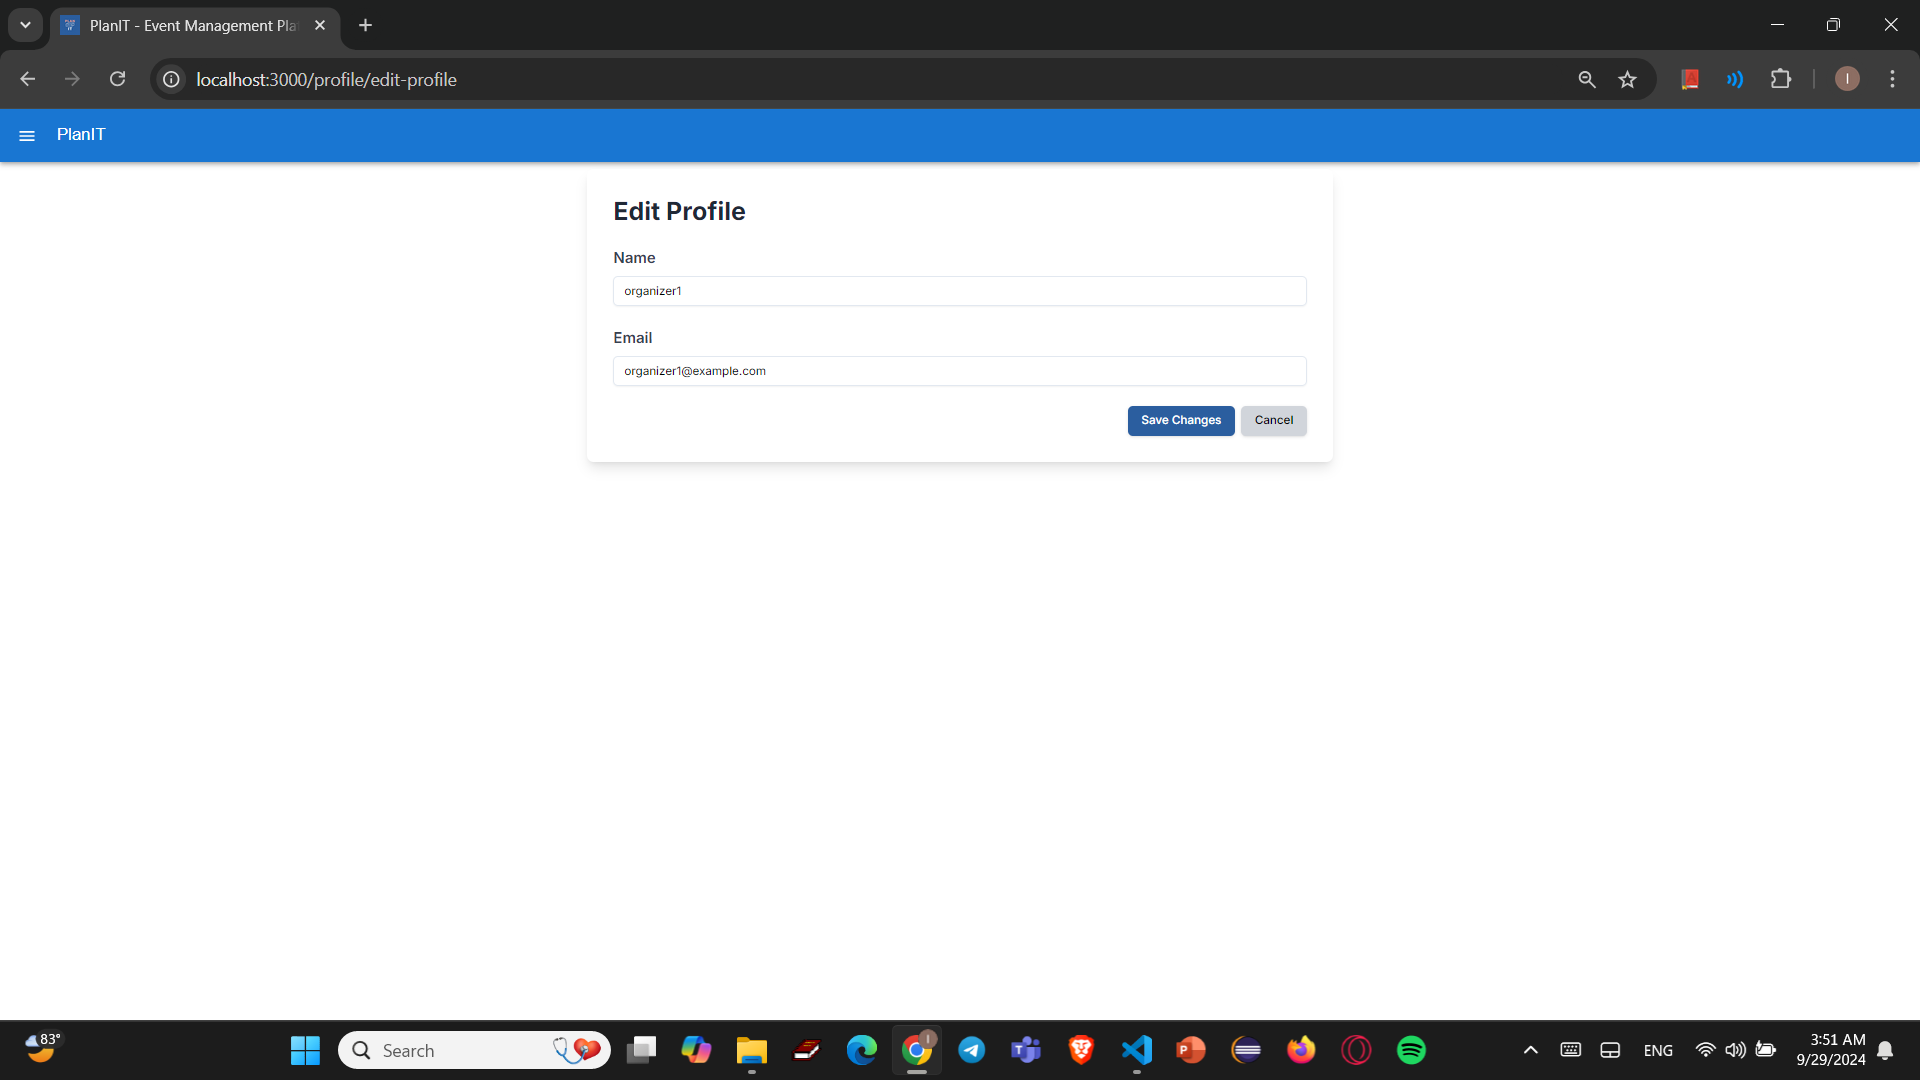 PlanIT - Event Management Pla
localhost:3000/profile/edit-profile
PlanIT
Edit Profile
Name
organizer1
Email
organizer1@example.com
Save Changes
Cancel
83°
Search
ENG
3:51 AM
9/29/2024